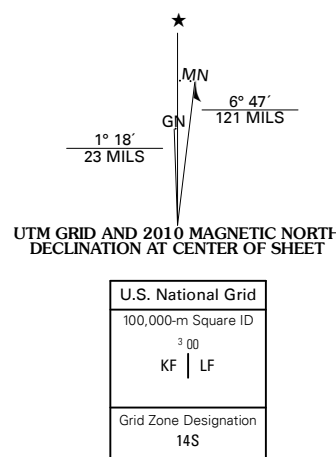 ★
MN
GN
6° 47´
121 MILS
1° 18´
23 MILS
UTM GRID AND 2010 MAGNETIC NORTH
DECLINATION AT CENTER OF SHEET
U.S. National Grid
100,000-m Square ID
3 00
KF | LF
Grid Zone Designation
14S